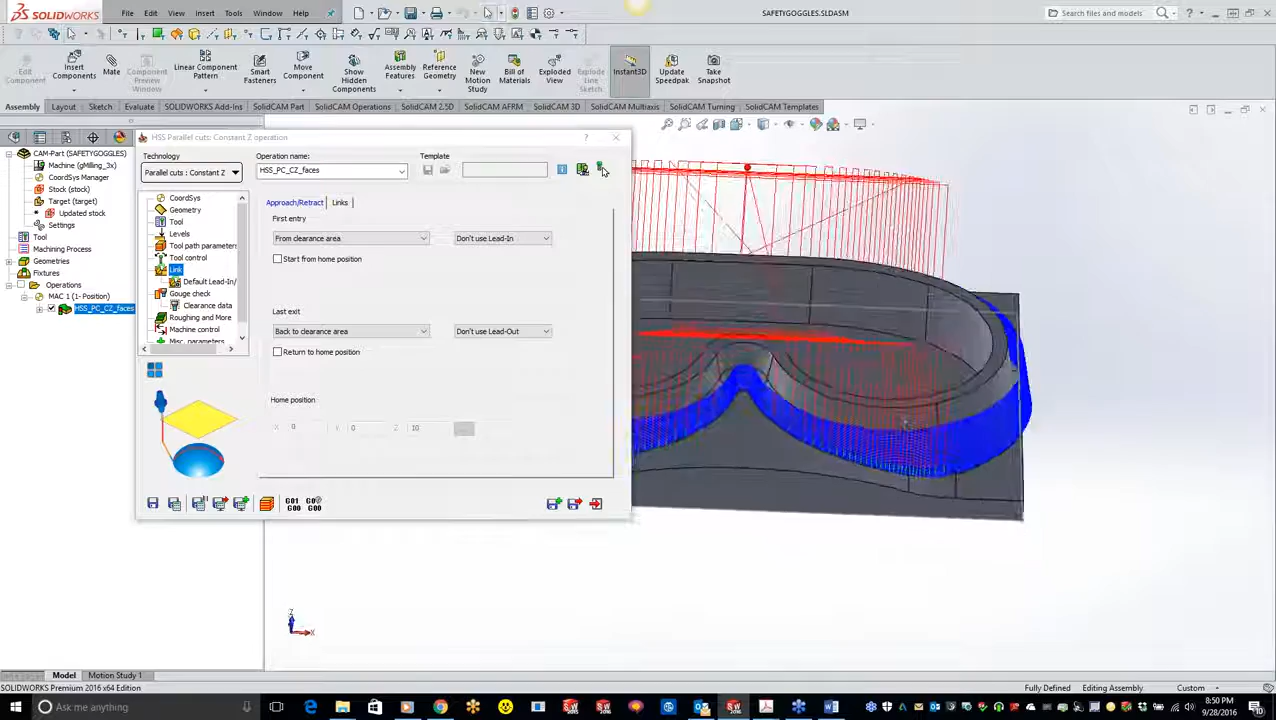 SOLIDWORKS File Edit View Insert Tools Window Help
SAFETYGOGGLES.SLDASM
Search files and models
Edit Component
Insert Components
Mate
Component Preview Window
Linear Component Pattern
Smart Fasteners
Move Component
Show Hidden Components
Assembly Features
Reference Geometry
New Motion Study
Bill of Materials
Exploded View
Explode Line Sketch
Instant3D
Update Speedpak
Take Snapshot
Assembly Layout Sketch Evaluate SOLIDWORKS Add-Ins SolidCAM Part SolidCAM Operations SolidCAM 2.5D SolidCAM AFRM SolidCAM 3D SolidCAM Multiaxis SolidCAM Turning SolidCAM Templates
CAM-Part (SAFETYGOGGLES)
Machine (gMilling_3x)
CoordSys Manager
Stock (stock)
Target (target)
Updated stock
Settings
Tool
Machining Process
Geometries
Fixtures
Operations
MAC 1 (1- Position)
HSS_PC_CZ_faces
HSS Parallel cuts: Constant Z operation
Technology
Parallel cuts : Constant Z
Operation name:
HSS_PC_CZ_faces
Template
CoordSys
Geometry
Tool
Levels
Tool path parameters
Tool control
Link
Default Lead-In/
Gouge check
Clearance data
Roughing and More
Machine control
Misc. parameters
Approach/Retract Links
First entry
From clearance area Don't use Lead-In
Start from home position
Last exit
Back to clearance area Don't use Lead-Out
Return to home position
Home position
X 0 Y 0 Z 10 ...
G01 G00
G00
Z
X
Model Motion Study 1
SOLIDWORKS Premium 2016 x64 Edition
Fully Defined Editing Assembly Custom
Ask me anything
8:50 PM
9/28/2016